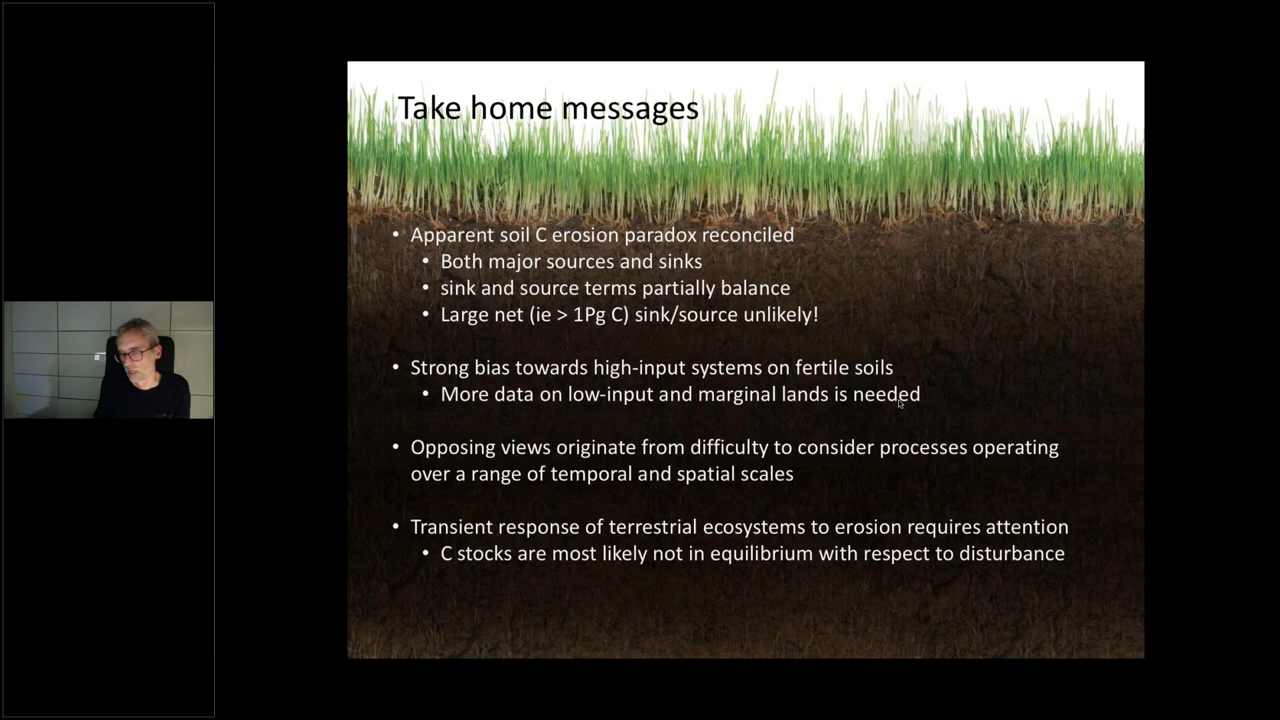 Take home messages
• Apparent soil C erosion paradox reconciled
• Both major sources and sinks
• sink and source terms partially balance
• Large net (ie > 1Pg C) sink/source unlikely!
• Strong bias towards high-input systems on fertile soils
• More data on low-input and marginal lands is needed
• Opposing views originate from difficulty to consider processes operating
over a range of temporal and spatial scales
• Transient response of terrestrial ecosystems to erosion requires attention
• C stocks are most likely not in equilibrium with respect to disturbance